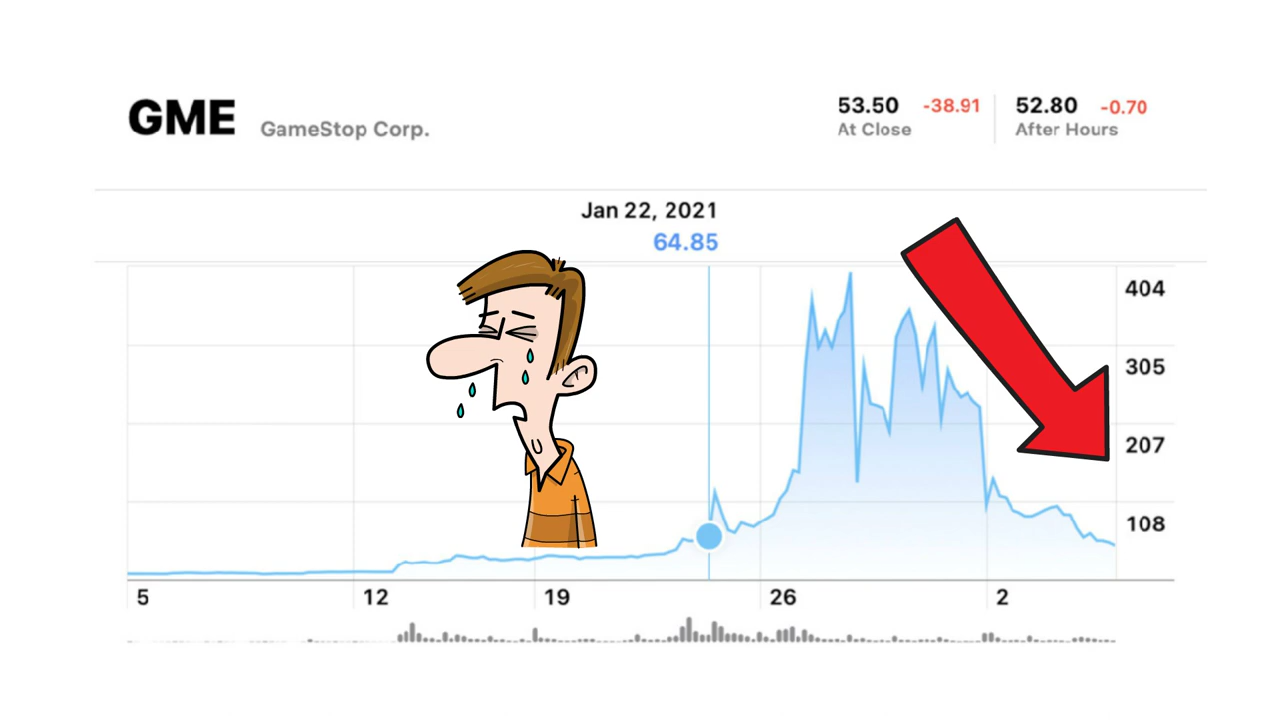 GME GameStop Corp.
53.50 -38.91
At Close
52.80 -0.70
After Hours
Jan 22, 2021
64.85
404
305
207
108
5 12 19 26 2